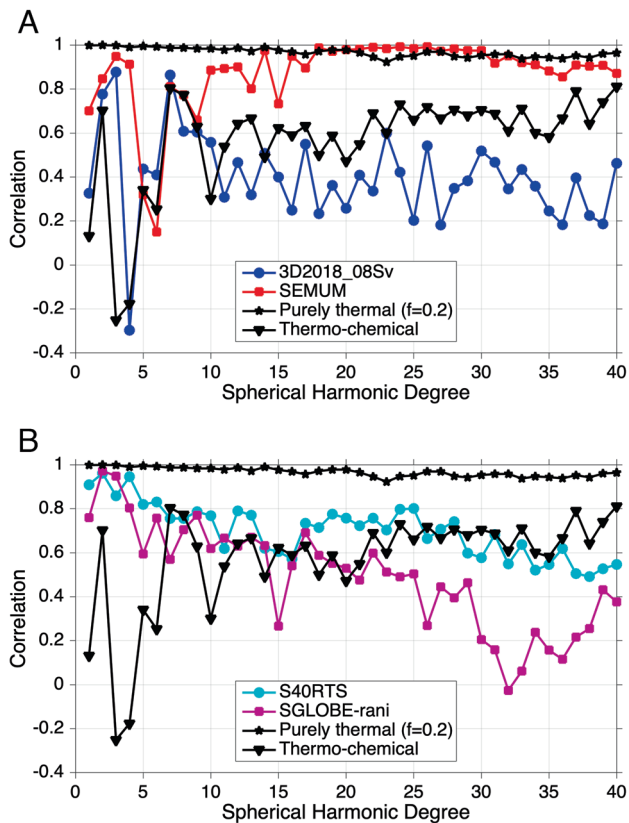 A
1
0.8
0.6
0.4
0.2
0
-0.2
-0.4
Correlation
3D2018_08Sv
SEMUM
Purely thermal (f=0.2)
Thermo-chemical
0 5 10 15 20 25 30 35 40
Spherical Harmonic Degree
B
1
0.8
0.6
0.4
0.2
0
-0.2
-0.4
Correlation
S40RTS
SGLOBE-rani
Purely thermal (f=0.2)
Thermo-chemical
0 5 10 15 20 25 30 35 40
Spherical Harmonic Degree